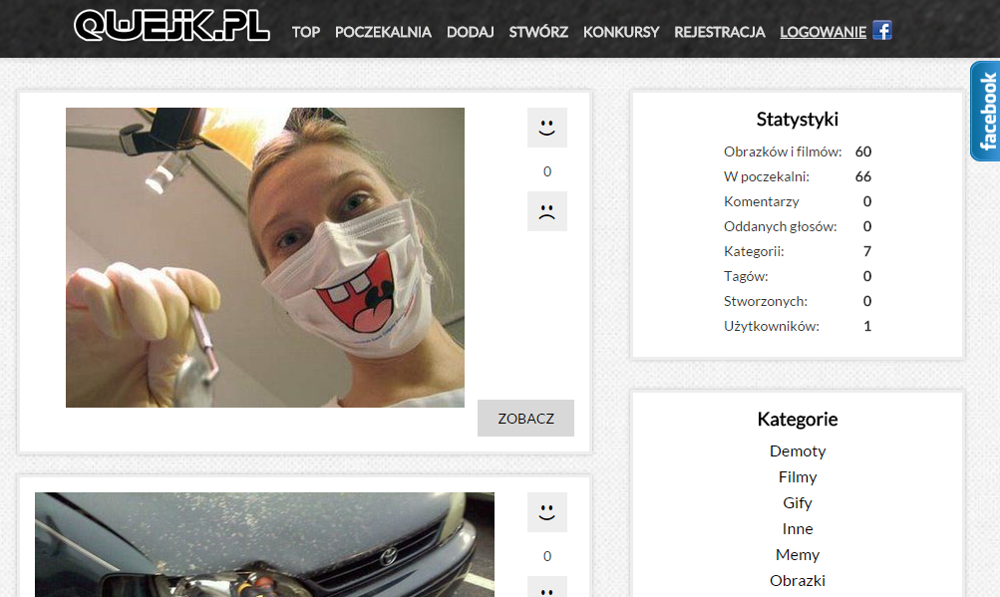 QWEJK.PL
TOP POCZEKALNIA DODAJ STWÓRZ KONKURSY REJESTRACJA LOGOWANIE
facebook
0
ZOBACZ
0
Statystyki
Obrazków i filmów: 60
W poczekalni: 66
Komentarzy 0
Oddanych głosów: 0
Kategorii: 7
Tagów: 0
Stworzonych: 0
Użytkowników: 1
Kategorie
Demoty
Filmy
Gify
Inne
Memy
Obrazki